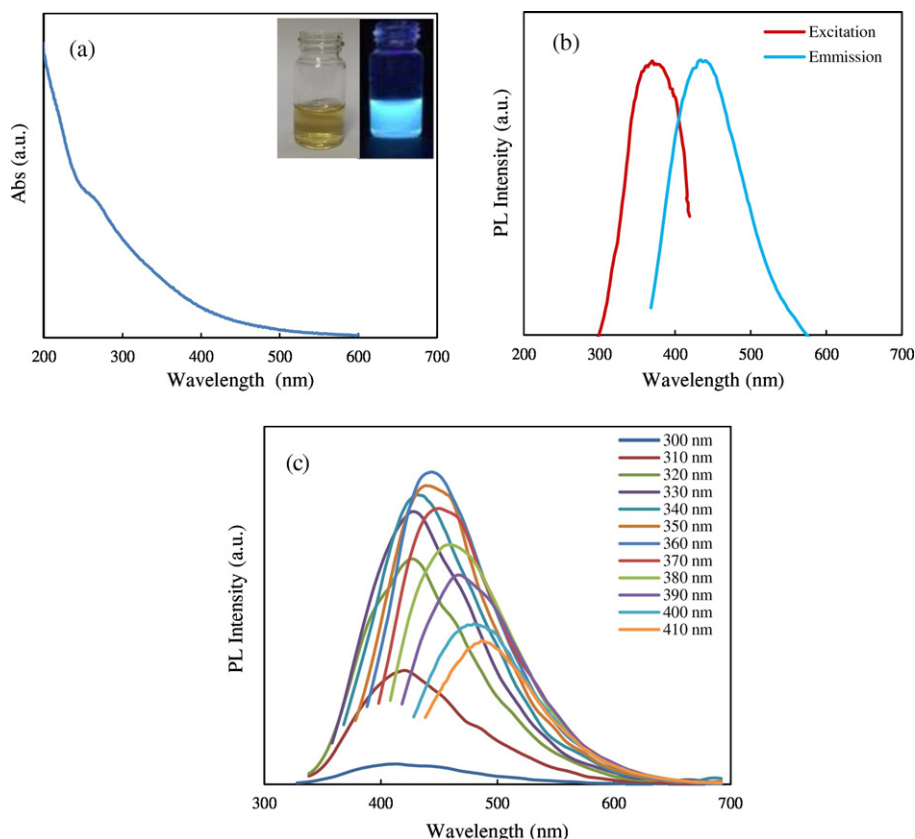 (a)
Abs (a.u.)
200 300 400 500 600 700
Wavelength (nm)
(b)
Excitation
Emmission
PL Intensity (a.u.)
200 300 400 500 600 700
Wavelength (nm)
(c)
300 nm
310 nm
320 nm
330 nm
340 nm
350 nm
360 nm
370 nm
380 nm
390 nm
400 nm
410 nm
PL Intensity (a.u.)
300 400 500 600 700
Wavelength (nm)